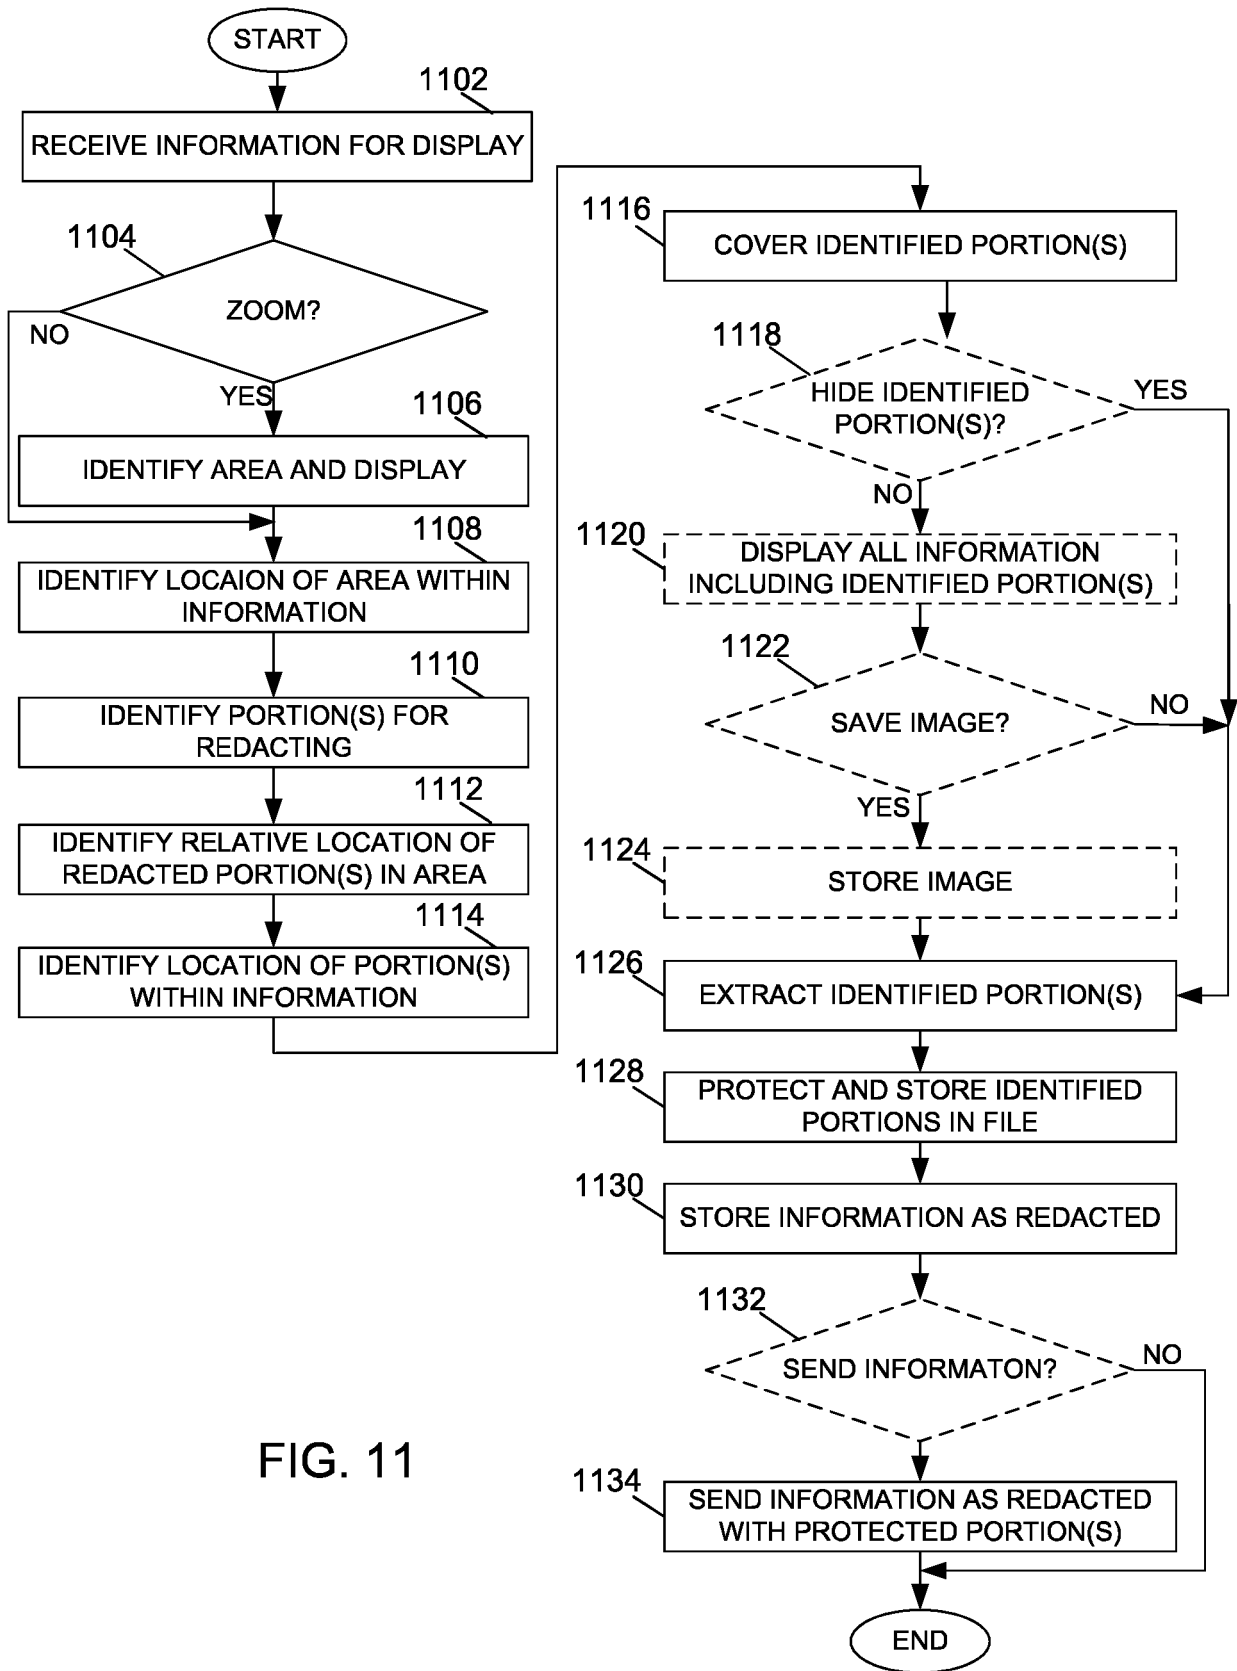 START
1102
RECEIVE INFORMATION FOR DISPLAY
1104
ZOOM?
NO
YES
1106
IDENTIFY AREA AND DISPLAY
1108
IDENTIFY LOCAION OF AREA WITHIN
INFORMATION
1110
IDENTIFY PORTION(S) FOR
REDACTING
1112
IDENTIFY RELATIVE LOCATION OF
REDACTED PORTION(S) IN AREA
1114
IDENTIFY LOCATION OF PORTION(S)
WITHIN INFORMATION
1116
COVER IDENTIFIED PORTION(S)
1118
HIDE IDENTIFIED
PORTION(S)?
YES
NO
1120
DISPLAY ALL INFORMATION
INCLUDING IDENTIFIED PORTION(S)
1122
SAVE IMAGE?
NO
YES
1124
STORE IMAGE
1126
EXTRACT IDENTIFIED PORTION(S)
1128
PROTECT AND STORE IDENTIFIED
PORTIONS IN FILE
1130
STORE INFORMATION AS REDACTED
1132
SEND INFORMATON?
NO
1134
SEND INFORMATION AS REDACTED
WITH PROTECTED PORTION(S)
END
FIG. 11